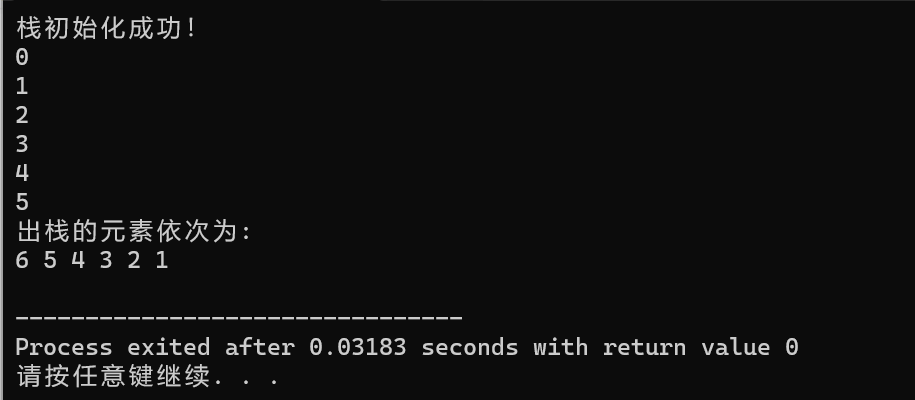 栈初始化成功!
0
1
2
3
4
5
出栈的元素依次为:
6 5 4 3 2 1
--------------------------------
Process exited after 0.03183 seconds with return value 0
请按任意键继续. . .